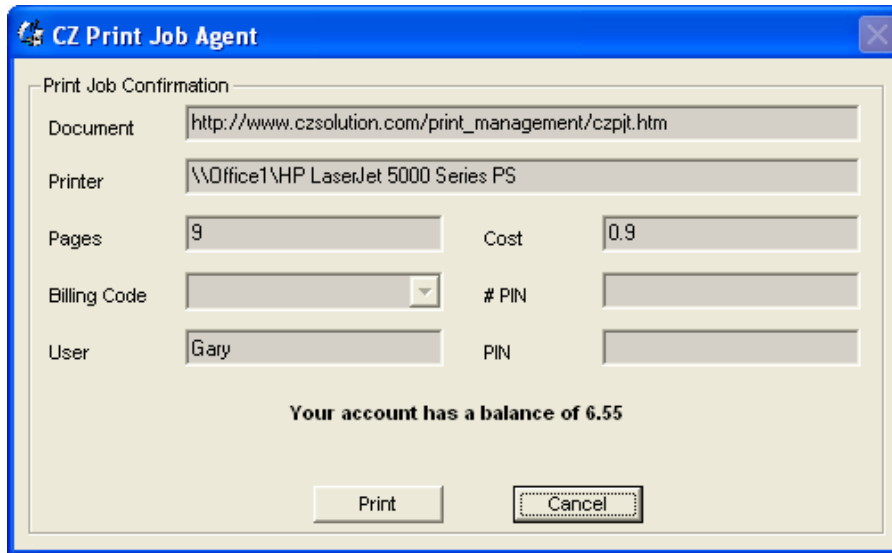 CZ Print Job Agent
Print Job Confirmation
Document http://www.czsolution.com/print_management/czpjt.htm
Printer \\Office1\HP LaserJet 5000 Series PS
Pages 9 Cost 0.9
Billing Code # PIN
User Gary PIN
Your account has a balance of 6.55
Print Cancel